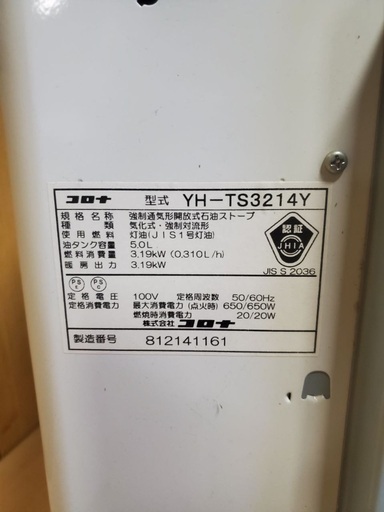 コロナ 型式 YH-TS3214Y
規格名称 強制通気形開放式石油ストーブ
種類 気化式・強制対流形
使用燃料 灯油(JIS1号灯油)
油タンク容量 5.0L
燃料消費量 3.19kW (0.310L/h)
暖房出力 3.19kW
認証
JHIA
JIS S 2036
PS E PS C
定格電圧 100V 定格周波数 50/60Hz
定格消費電力 最大消費電力(点火時) 650/650W
燃焼時消費電力 20/20W
株式会社 コロナ
製造番号 812141161